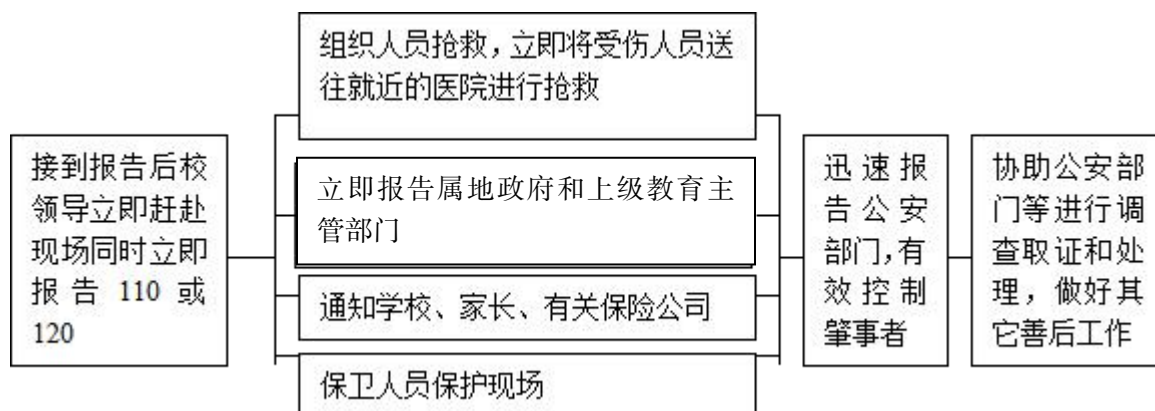 接到报告后校
领导立即赶赴
现场同时立即
报告 110 或
120
组织人员抢救，立即将受伤人员送
往就近的医院进行抢救
立即报告属地政府和上级教育主
管部门
通知学校、家长、有关保险公司
保卫人员保护现场
迅速报
告公安
部门，有
效控制
肇事者
协助公安部
门等进行调
查取证和处
理，做好其
它善后工作